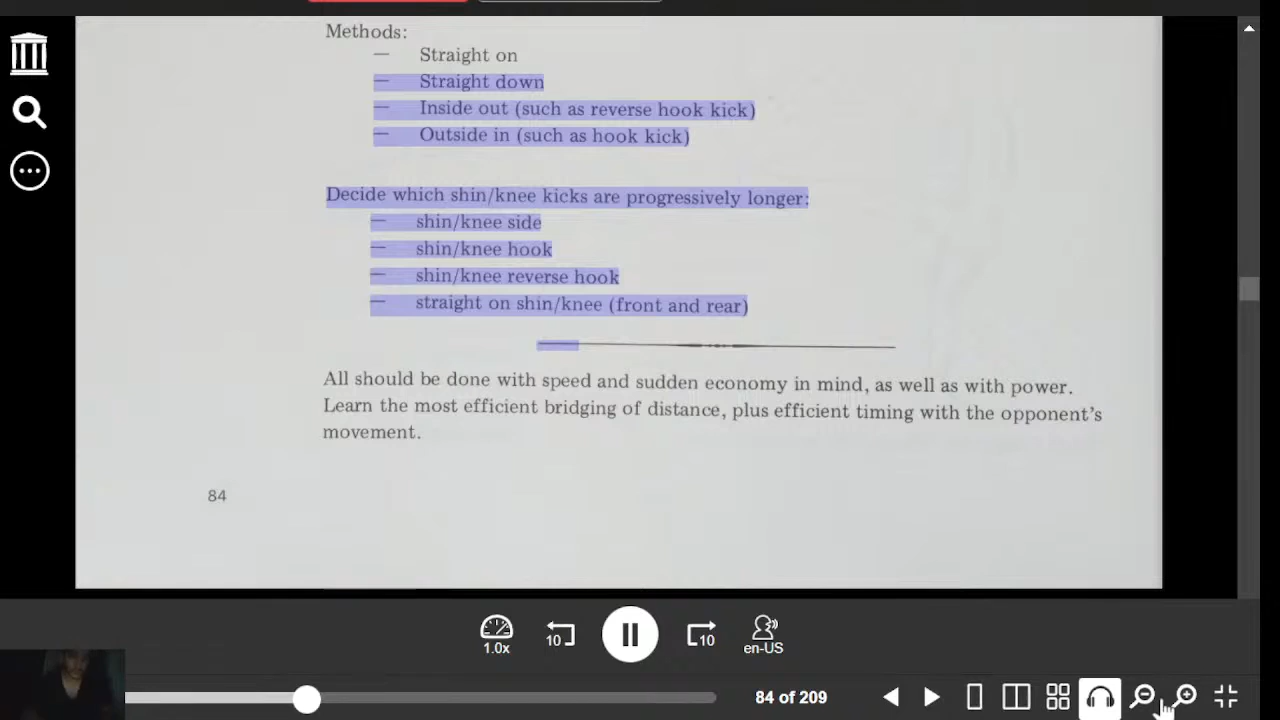 Methods:
— Straight on
— Straight down
— Inside out (such as reverse hook kick)
— Outside in (such as hook kick)
Decide which shin/knee kicks are progressively longer:
— shin/knee side
— shin/knee hook
— shin/knee reverse hook
— straight on shin/knee (front and rear)
All should be done with speed and sudden economy in mind, as well as with power.
Learn the most efficient bridging of distance, plus efficient timing with the opponent's
movement.
84
1.0x
10
10
en-US
84 of 209